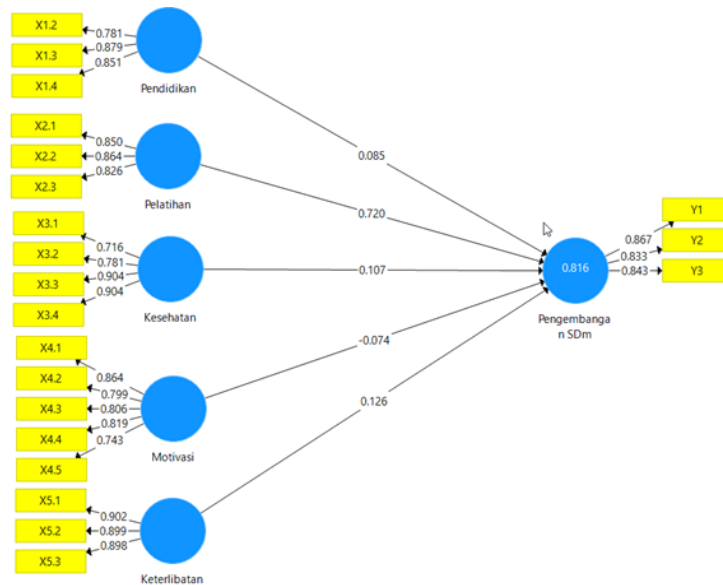 X1.2
0.781
X1.3
0.879
X1.4
0.851
Pendidikan
0.085
X2.1
0.850
X2.2
0.864
X2.3
0.826
Pelatihan
0.720
X3.1
0.716
X3.2
0.781
X3.3
0.904
X3.4
0.904
Kesehatan
0.107
X4.1
0.864
X4.2
0.799
X4.3
0.806
X4.4
0.819
X4.5
0.743
Motivasi
-0.074
X5.1
0.902
X5.2
0.899
X5.3
0.898
Keterlibatan
0.126
0.816
Pengembanga
n SDm
Y1
0.867
Y2
0.833
Y3
0.843